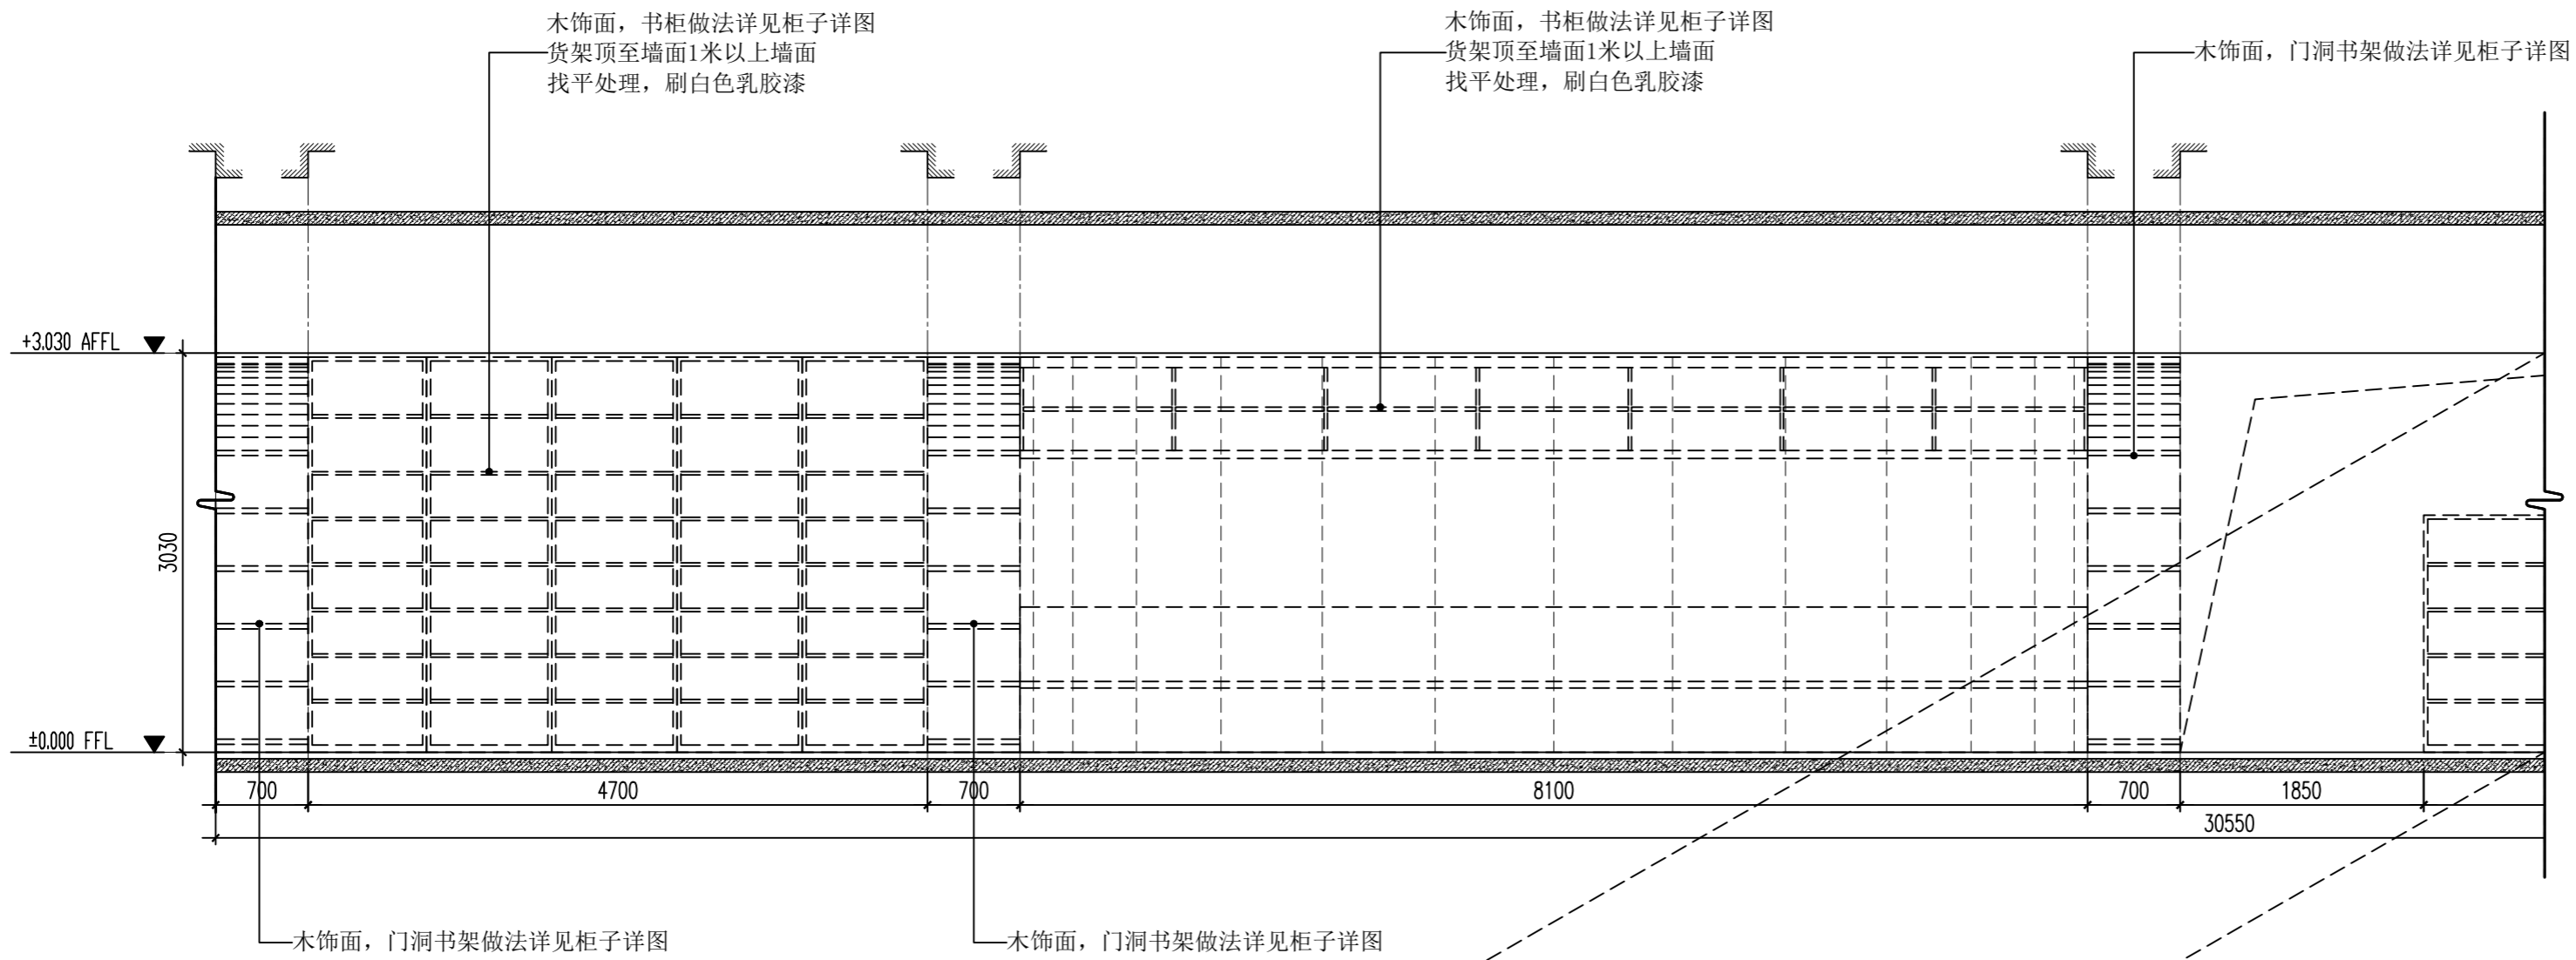 木饰面，书柜做法详见柜子详图
货架顶至墙面1米以上墙面
找平处理，刷白色乳胶漆
木饰面，书柜做法详见柜子详图
货架顶至墙面1米以上墙面
找平处理，刷白色乳胶漆
木饰面，门洞书架做法详见柜子详图
+3.030 AFFL
3030
±0.000 FFL
700
4700
700
8100
700
1850
30550
木饰面，门洞书架做法详见柜子详图
木饰面，门洞书架做法详见柜子详图